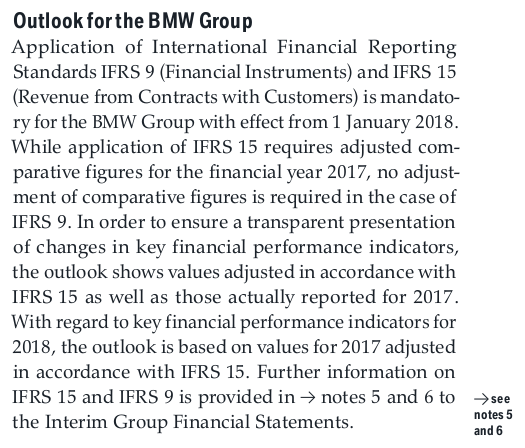 Outlook for the BMW Group
Application of International Financial Reporting
Standards IFRS 9 (Financial Instruments) and IFRS 15
(Revenue from Contracts with Customers) is mandato-
ry for the BMW Group with effect from 1 January 2018.
While application of IFRS 15 requires adjusted com-
parative figures for the financial year 2017, no adjust-
ment of comparative figures is required in the case of
IFRS 9. In order to ensure a transparent presentation
of changes in key financial performance indicators,
the outlook shows values adjusted in accordance with
IFRS 15 as well as those actually reported for 2017.
With regard to key financial performance indicators for
2018, the outlook is based on values for 2017 adjusted
in accordance with IFRS 15. Further information on
IFRS 15 and IFRS 9 is provided in → notes 5 and 6 to
the Interim Group Financial Statements.
→ see
notes 5
and 6